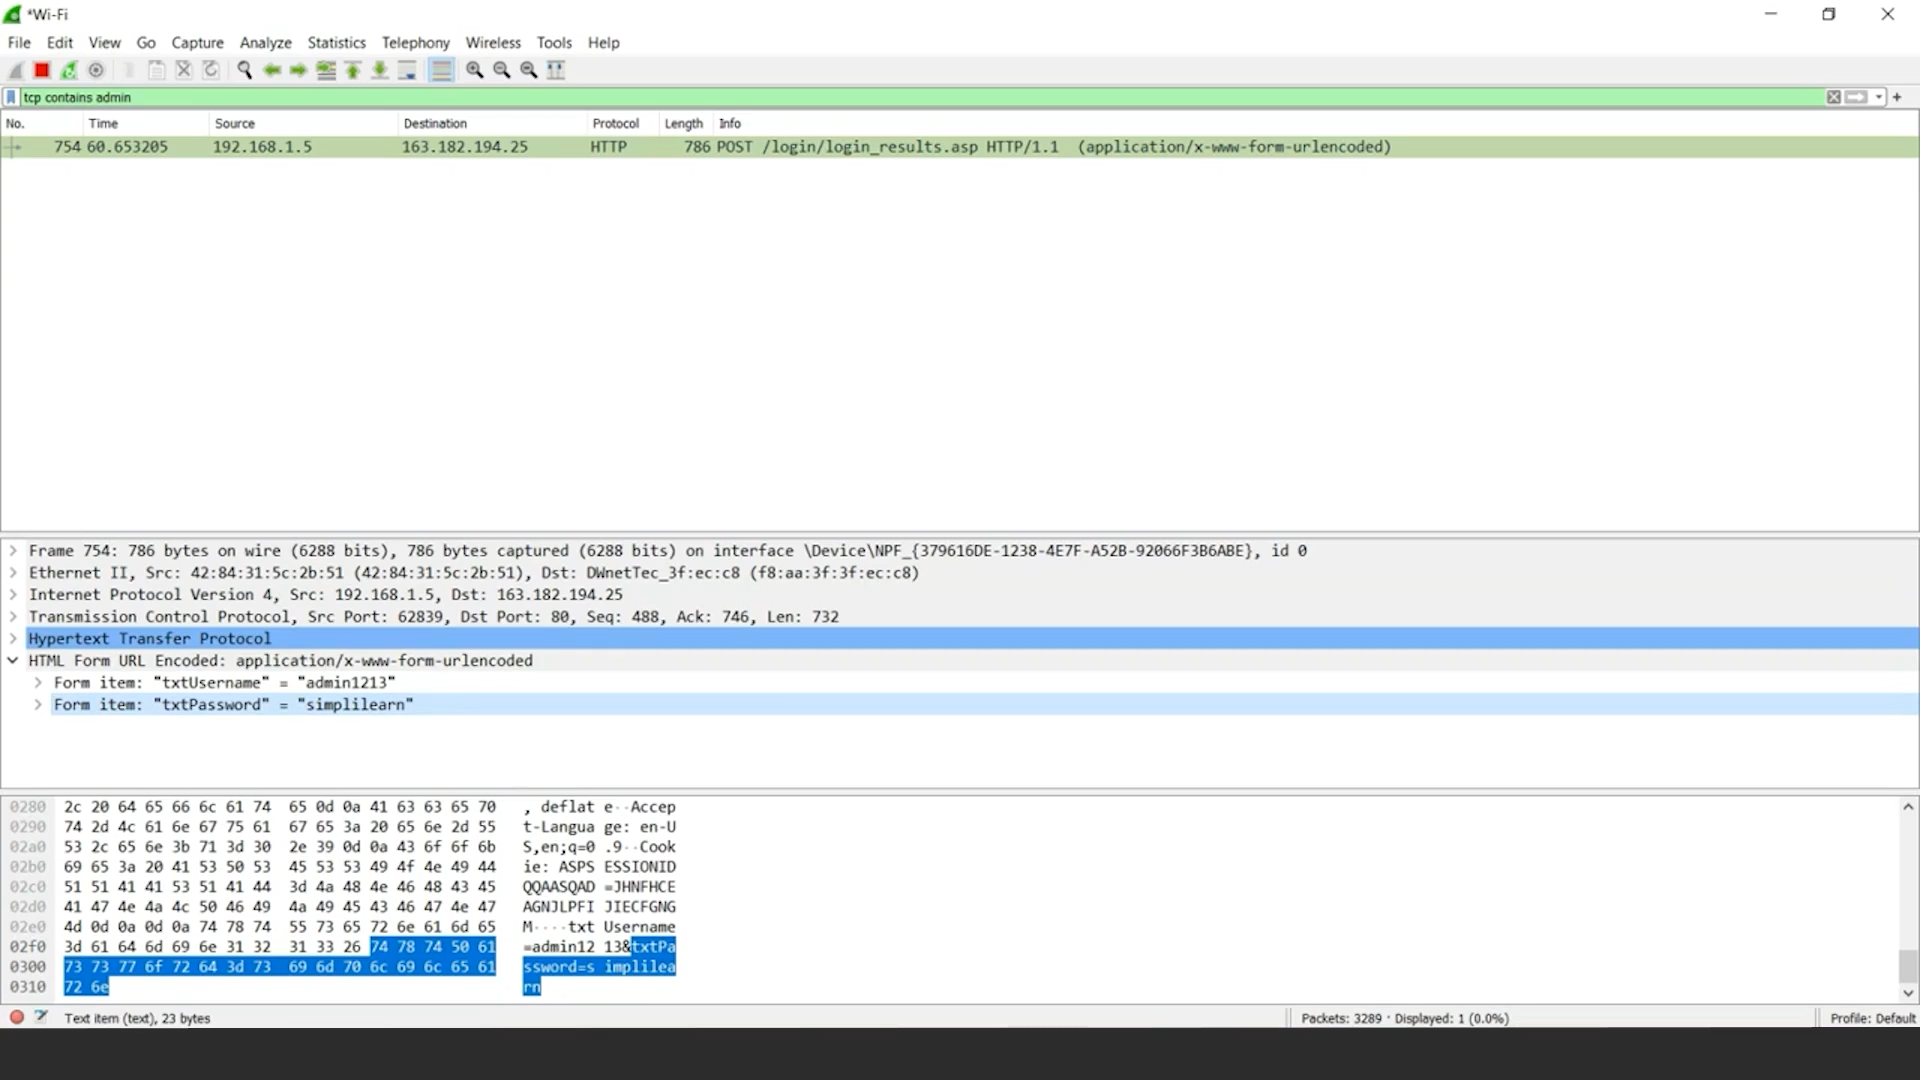 *Wi-Fi
File Edit View Go Capture Analyze Statistics Telephony Wireless Tools Help
tcp contains admin
No. Time Source Destination Protocol Length Info
754 60.653205 192.168.1.5 163.182.194.25 HTTP 786 POST /login/login_results.asp HTTP/1.1 (application/x-www-form-urlencoded)
Frame 754: 786 bytes on wire (6288 bits), 786 bytes captured (6288 bits) on interface \Device\NPF_{379616DE-1238-4E7F-A52B-92066F3B6ABE}, id 0
Ethernet II, Src: 42:84:31:5c:2b:51 (42:84:31:5c:2b:51), Dst: DWnetTec_3f:ec:c8 (f8:aa:3f:3f:ec:c8)
Internet Protocol Version 4, Src: 192.168.1.5, Dst: 163.182.194.25
Transmission Control Protocol, Src Port: 62839, Dst Port: 80, Seq: 488, Ack: 746, Len: 732
Hypertext Transfer Protocol
HTML Form URL Encoded: application/x-www-form-urlencoded
Form item: "txtUsername" = "admin1213"
Form item: "txtPassword" = "simplilearn"
0280 2c 20 64 65 66 6c 61 74 65 0d 0a 41 63 63 65 70 , deflat e··Accep
0290 74 2d 4c 61 6e 67 75 61 67 65 3a 20 65 6e 2d 55 t-Langua ge: en-U
02a0 53 2c 65 6e 3b 71 3d 30 2e 39 0d 0a 43 6f 6f 6b S,en;q=0 .9··Cook
02b0 69 65 3a 20 41 53 50 53 45 53 53 49 4f 4e 49 44 ie: ASPS ESSIONID
02c0 51 51 41 41 53 51 41 44 3d 4a 48 4e 46 48 43 45 QQAASQAD =JHNFHCE
02d0 41 47 4e 4a 4c 50 46 49 4a 49 45 43 46 47 4e 47 AGNJLPFI JIECFGNG
02e0 4d 0d 0a 0d 0a 74 78 74 55 73 65 72 6e 61 6d 65 M····txt Username
02f0 3d 61 64 6d 69 6e 31 32 31 33 26 74 78 74 50 61 =admin12 13&txtPa
0300 73 73 77 6f 72 64 3d 73 69 6d 70 6c 69 6c 65 61 ssword=s implilea
0310 72 6e rn
Text item (text), 23 bytes Packets: 3289 · Displayed: 1 (0.0%) Profile: Default